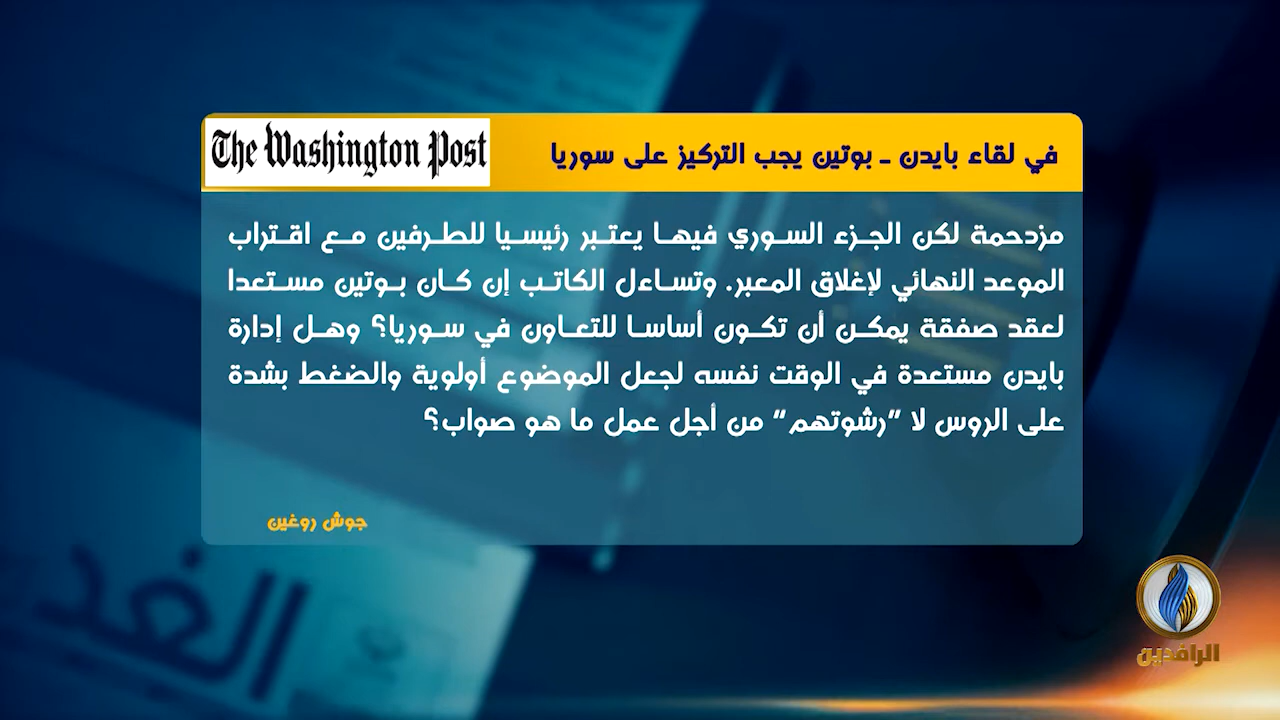 The Washington Post
في لقاء بايدن - بوتين يجب التركيز على سوريا
مزدحمة لكن الجزء السوري فيها يعتبر رئيسيا للطرفين مع اقتراب
الموعد النهائي لإغلاق المعبر. وتساءل الكاتب إن كان بوتين مستعدا
لعقد صفقة يمكن أن تكون أساسا للتعاون في سوريا؟ وهل إدارة
بايدن مستعدة في الوقت نفسه لجعل الموضوع أولوية والضغط بشدة
على الروس لا "رشوتهم" من أجل عمل ما هو صواب؟
جوش روغين
الغد
الرافدين